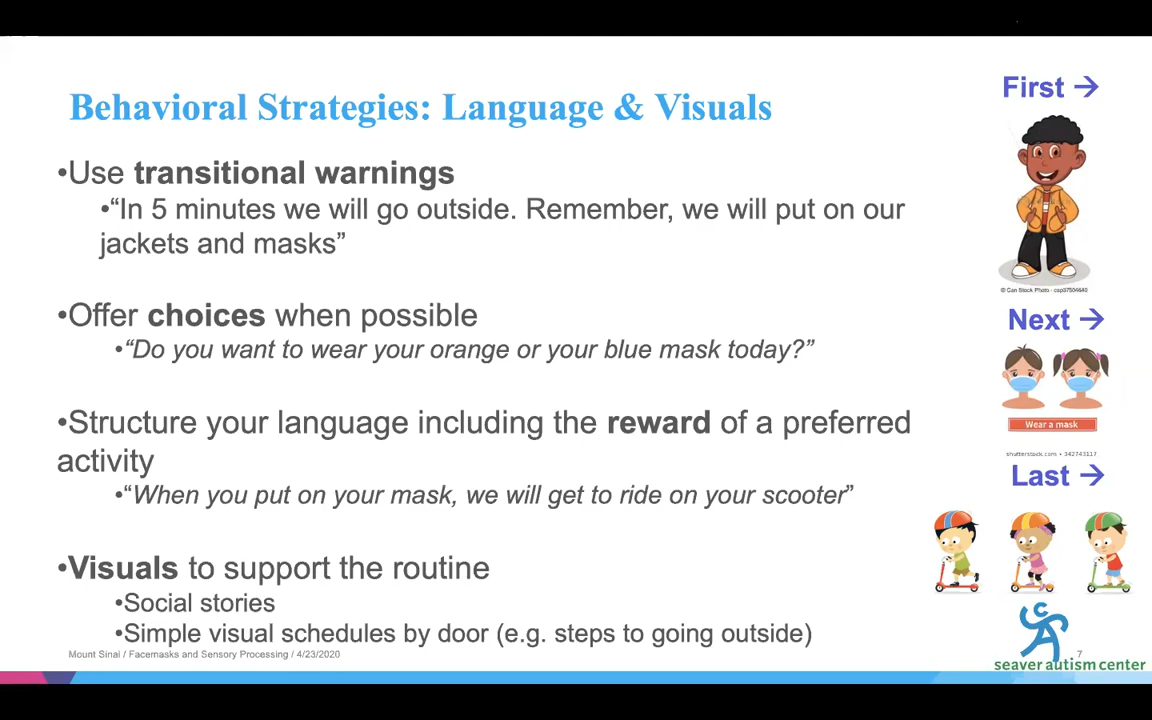 Behavioral Strategies: Language & Visuals
•Use transitional warnings
•“In 5 minutes we will go outside. Remember, we will put on our
jackets and masks”
•Offer choices when possible
•“Do you want to wear your orange or your blue mask today?”
•Structure your language including the reward of a preferred
activity
•“When you put on your mask, we will get to ride on your scooter”
•Visuals to support the routine
•Social stories
•Simple visual schedules by door (e.g. steps to going outside)
Mount Sinai / Facemasks and Sensory Processing / 4/23/2020
First →
© Can Stock Photo - csp37504640
Next →
Wear a mask
shutterstock.com • 342743117
Last →
7
seaver autism center